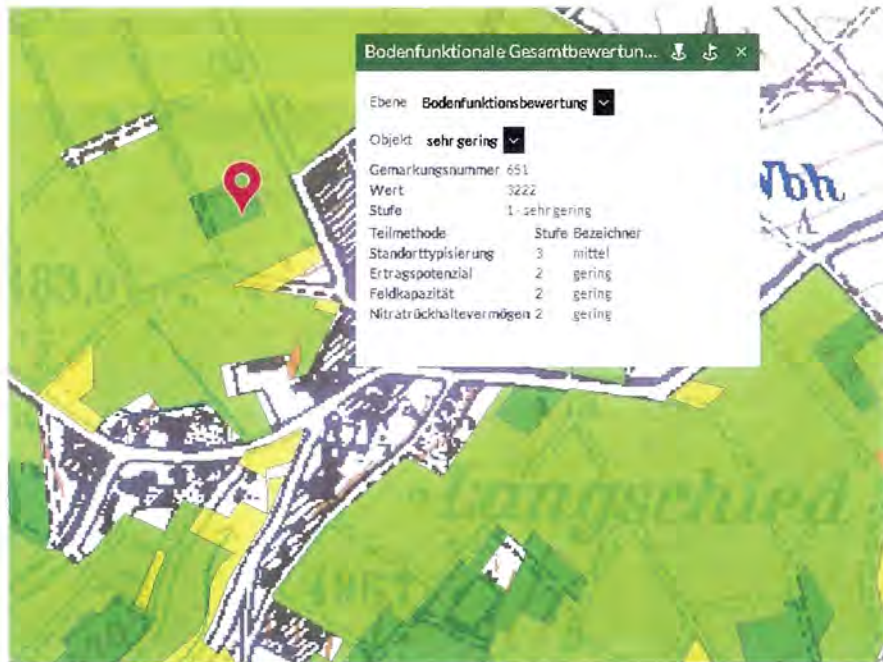 Bodenfunktionale Gesamtbewertun...
Ebene Bodenfunktionsbewertung
Objekt sehr gering
Gemarkungsnummer 651
Wert 3222
Stufe 1 - sehr gering
Teilmethode Stufe Bezeichner
Standorttypisierung 3 mittel
Ertragspotenzial 2 gering
Feldkapazität 2 gering
Nitratrückhaltevermögen 2 gering
Wbh
Langschied